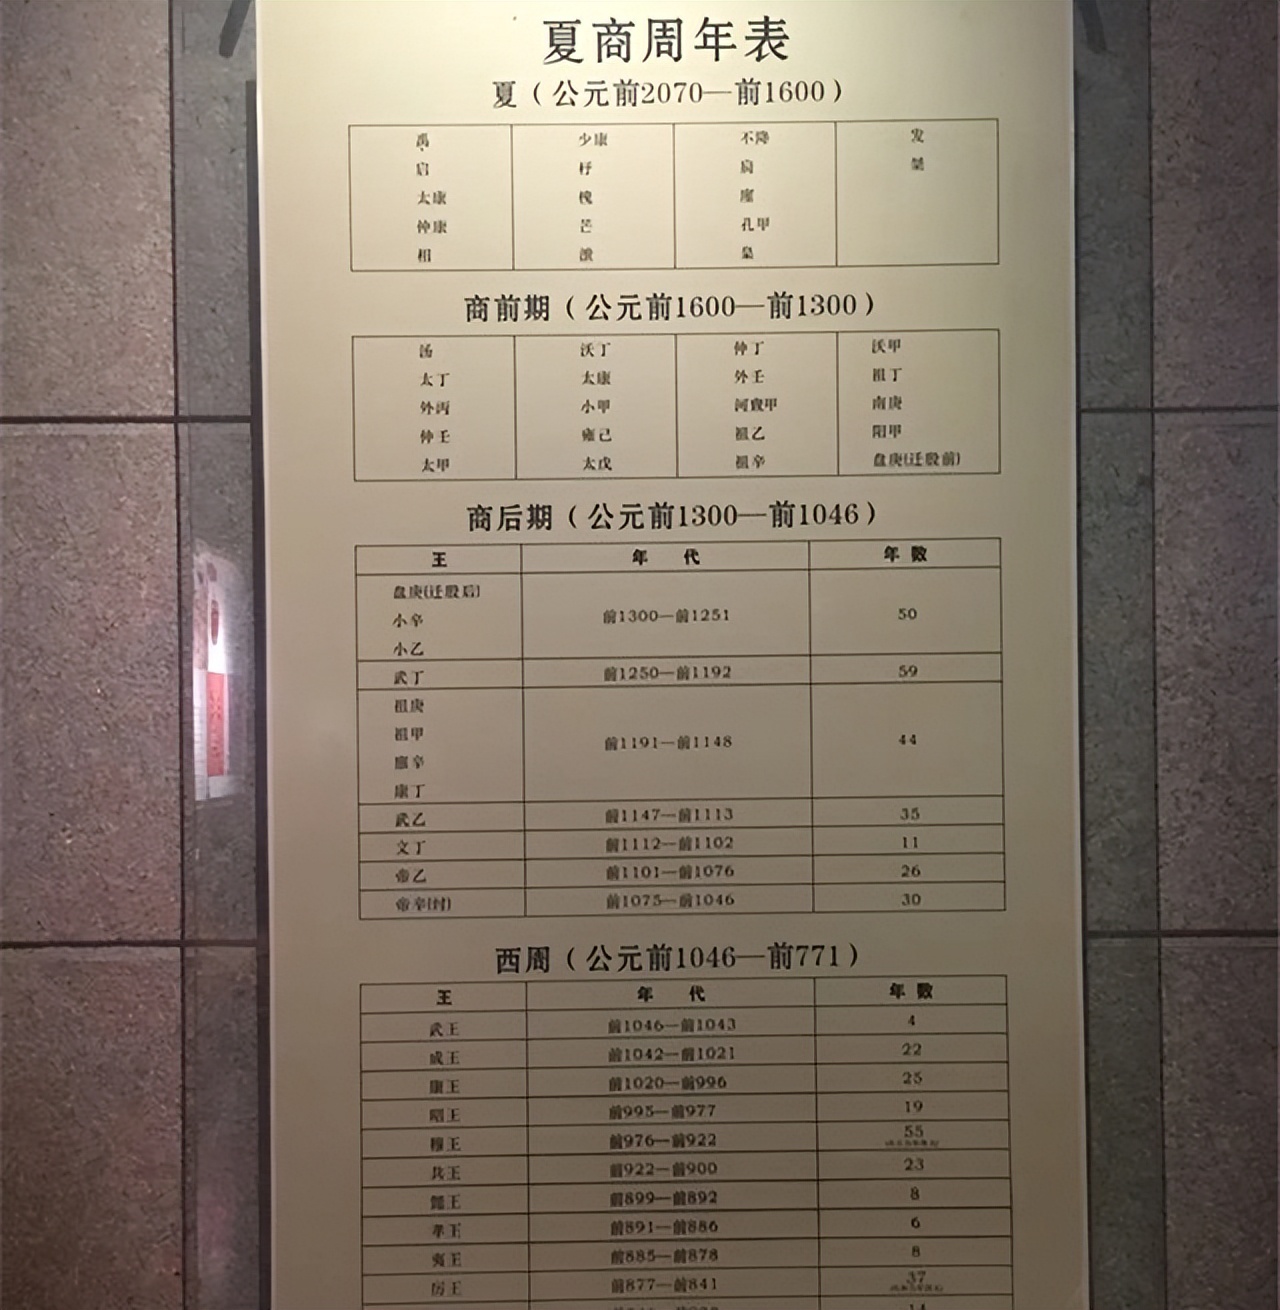 夏商周年表
夏（公元前2070—前1600）
禹 少康 不降 发
启 杼 扃 桀
太康 槐 廑
仲康 芒 孔甲
相 泄 皋
商前期（公元前1600—前1300）
汤 沃丁 仲丁 沃甲
太丁 太康 外壬 祖丁
外丙 小甲 河亶甲 南庚
仲壬 雍己 祖乙 阳甲
太甲 太戊 祖辛 盘庚(迁殷前)
商后期（公元前1300—前1046）
王 年 代 年 数
盘庚(迁殷后)
小辛 前1300—前1251 50
小乙
武丁 前1250—前1192 59
祖庚
祖甲 前1191—前1148 44
廪辛
康丁
武乙 前1147—前1113 35
文丁 前1112—前1102 11
帝乙 前1101—前1076 26
帝辛(纣) 前1075—前1046 30
西周（公元前1046—前771）
王 年 代 年 数
武王 前1046—前1043 4
成王 前1042—前1021 22
康王 前1020—前996 25
昭王 前995—前977 19
穆王 前976—前922 55
共王 前922—前900 23
懿王 前899—前892 8
孝王 前891—前886 6
夷王 前885—前878 8
厉王 前877—前841 37